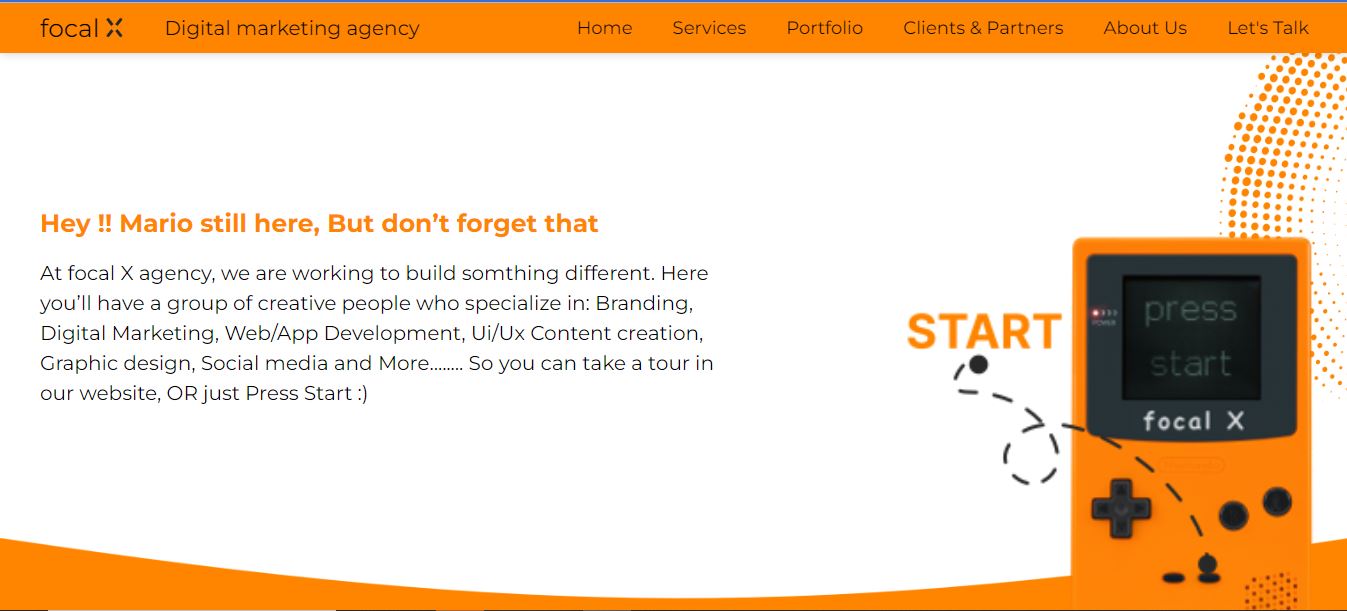 focal X
Digital marketing agency
Home
Services
Portfolio
Clients & Partners
About Us
Let's Talk
Hey !! Mario still here, But don’t forget that
At focal X agency, we are working to build somthing different. Here
you’ll have a group of creative people who specialize in: Branding,
Digital Marketing, Web/App Development, Ui/Ux Content creation,
Graphic design, Social media and More........ So you can take a tour in
our website, OR just Press Start :)
START
press
start
POWER
focal X
Nintendo